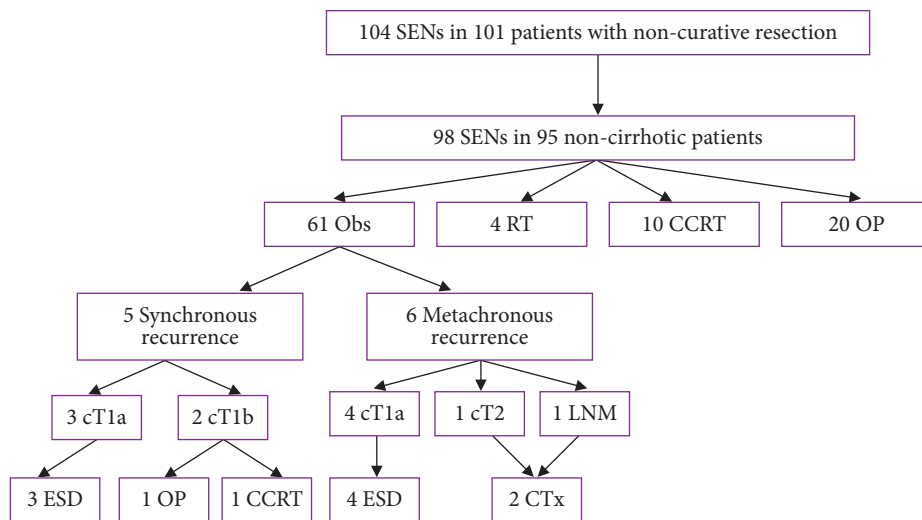 104 SENs in 101 patients with non-curative resection
98 SENs in 95 non-cirrhotic patients
61 Obs
4 RT
10 CCRT
20 OP
5 Synchronous
recurrence
6 Metachronous
recurrence
3 cT1a
2 cT1b
4 cT1a
1 cT2
1 LNM
3 ESD
1 OP
1 CCRT
4 ESD
2 CTx